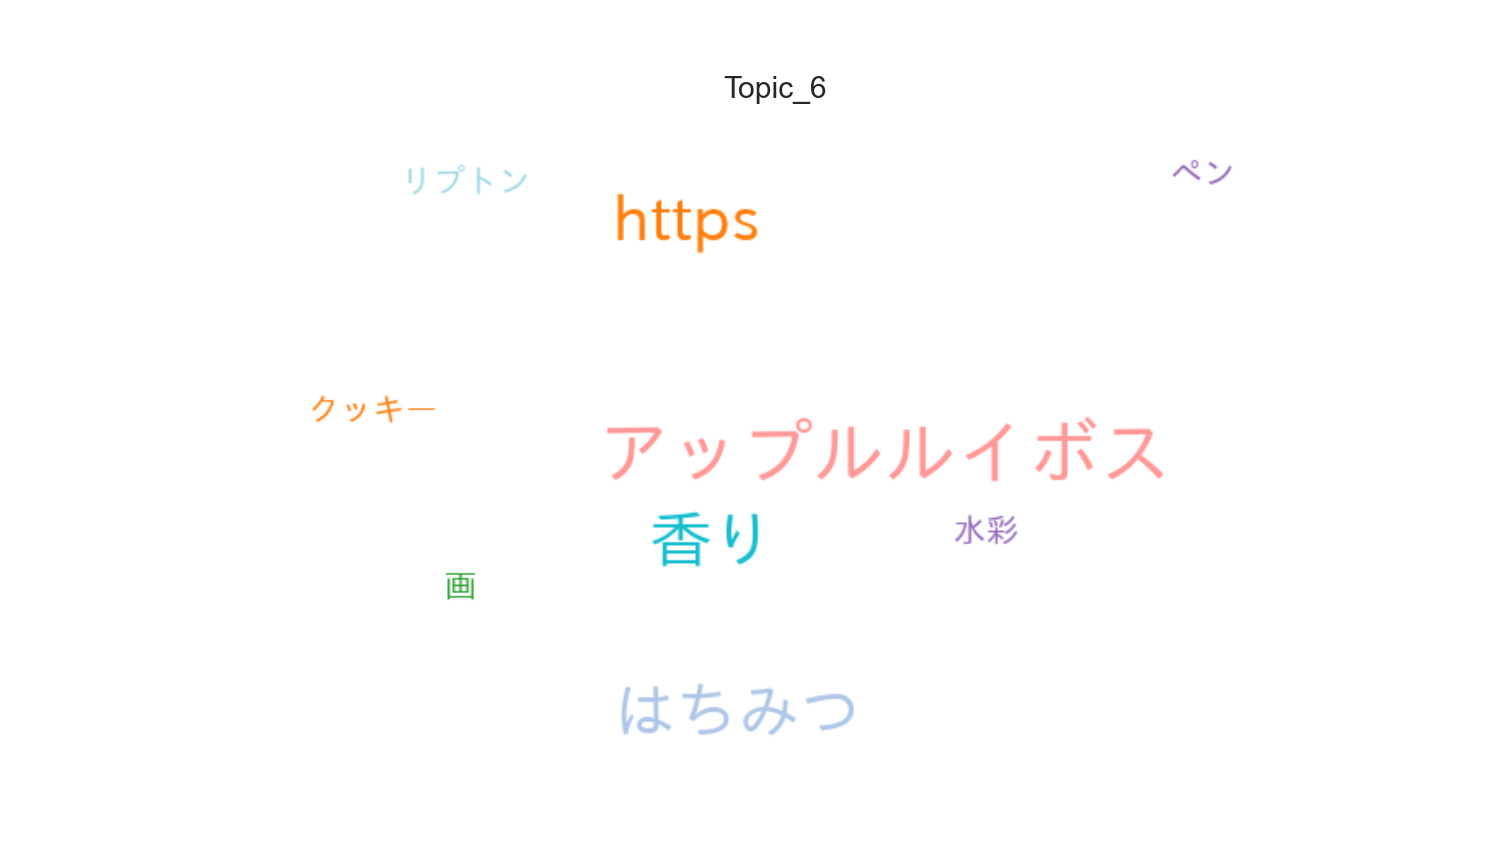 Topic_6
リプトン
ペン
https
クッキー
アップルルイボス
香り
水彩
画
はちみつ